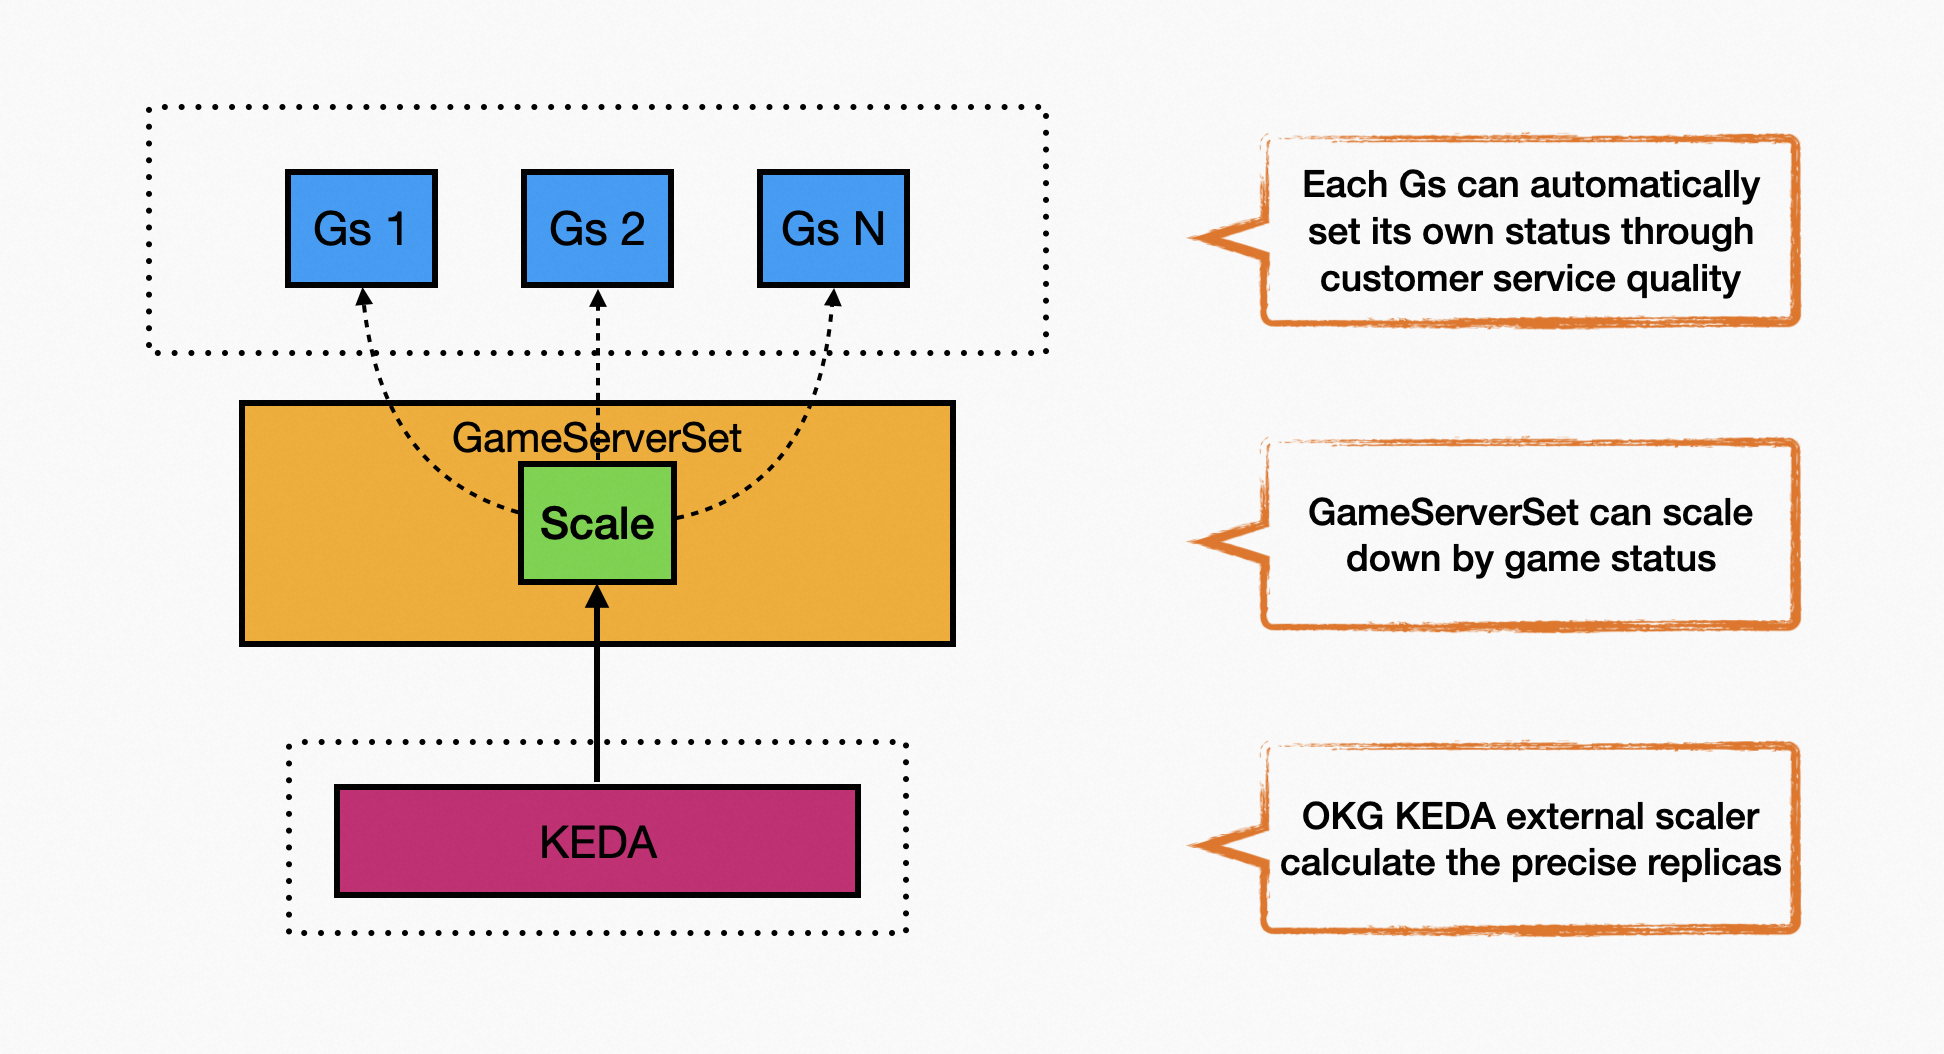 Gs 1
Gs 2
Gs N
Each Gs can automatically
set its own status through
customer service quality
GameServerSet
Scale
GameServerSet can scale
down by game status
KEDA
OKG KEDA external scaler
calculate the precise replicas